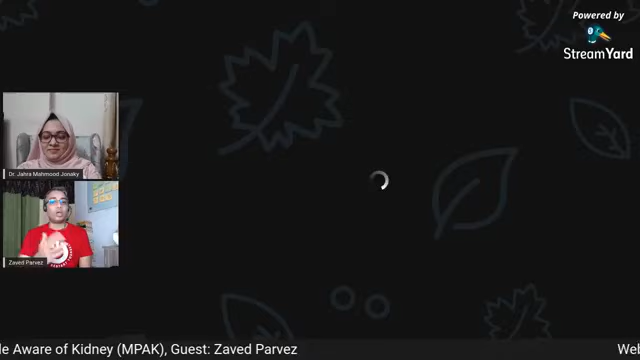 Powered by
StreamYard
Dr. Jahra Mahmood Jonaky
Zaved Parvez
le Aware of Kidney (MPAK), Guest: Zaved Parvez
Wel